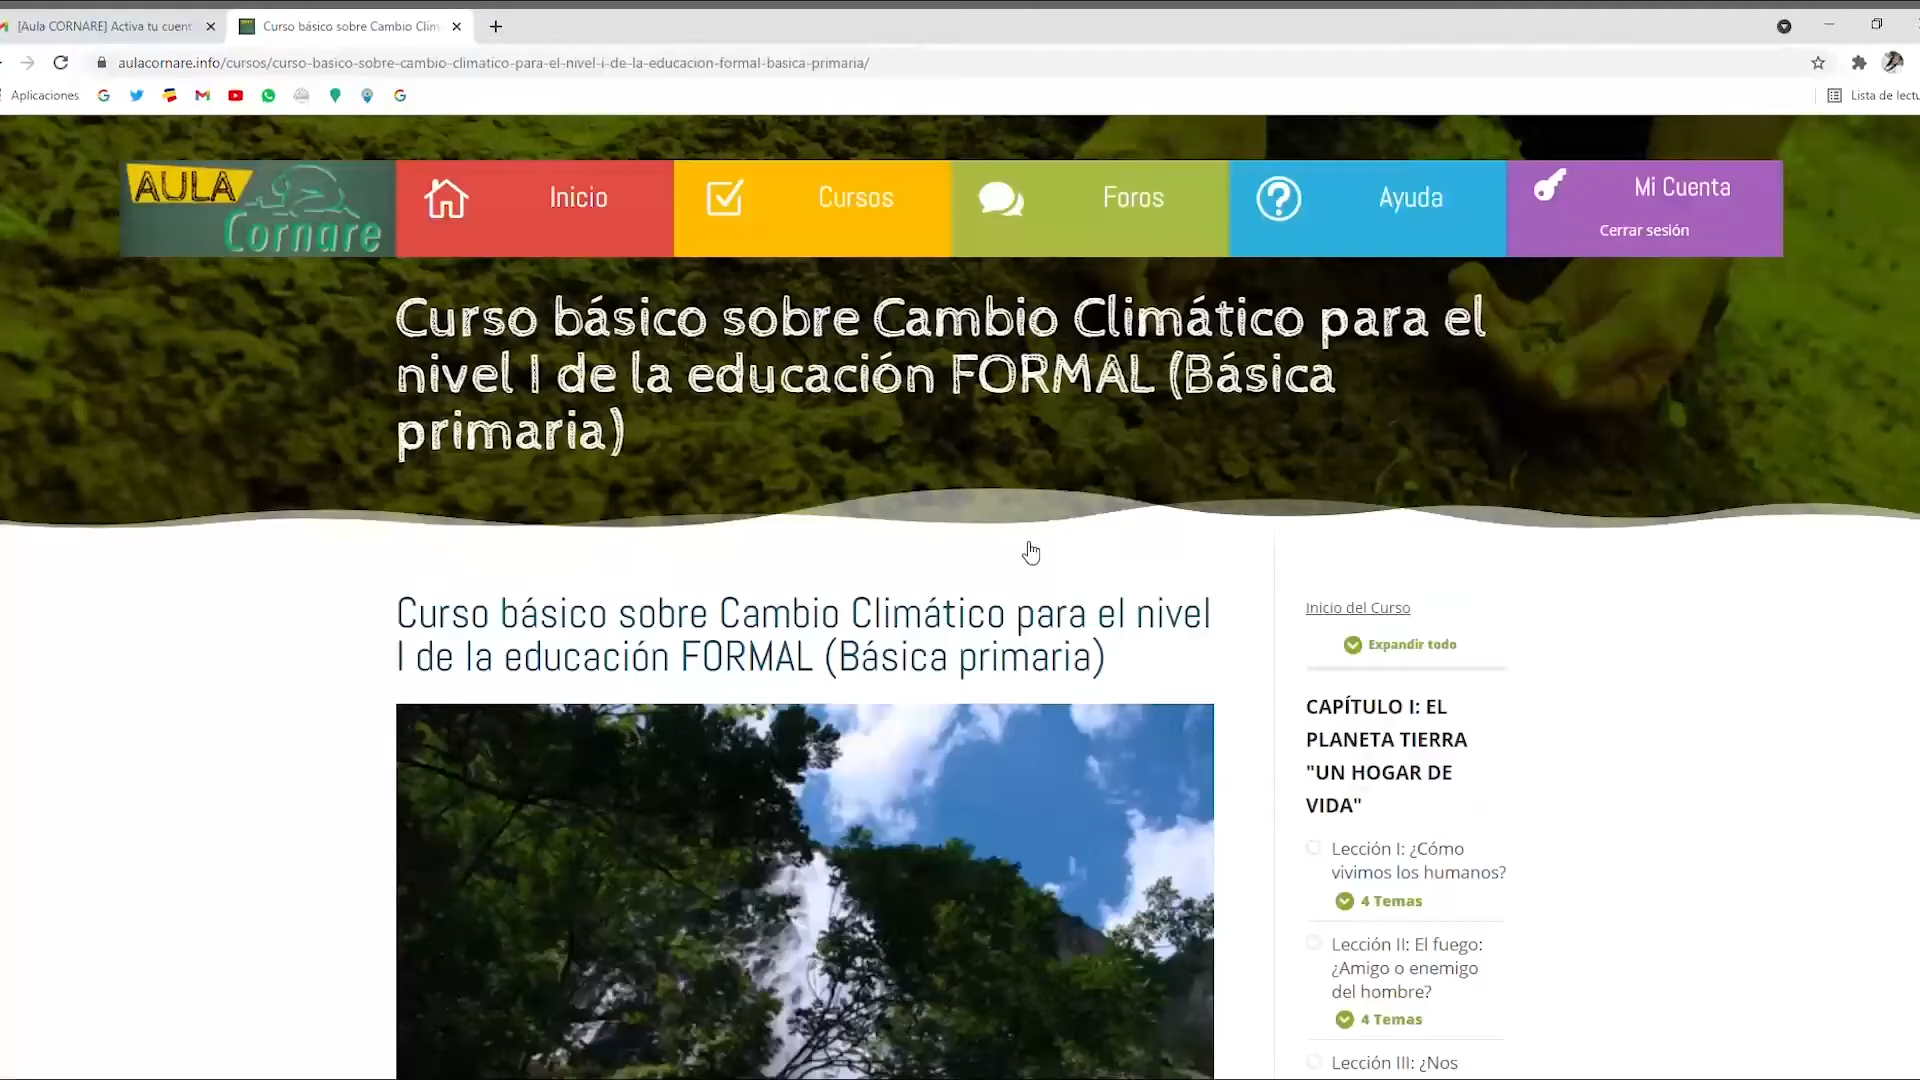 [Aula CORNARE] Activa tu cuent
Curso básico sobre Cambio Clim
aulacornare.info/cursos/curso-basico-sobre-cambio-climatico-para-el-nivel-i-de-la-educacion-formal-basica-primaria/
Aplicaciones
Lista de lectu
AULA
Cornare
Inicio
Cursos
Foros
Ayuda
Mi Cuenta
Cerrar sesión
Curso básico sobre Cambio Climático para el
nivel I de la educación FORMAL (Básica
primaria)
Curso básico sobre Cambio Climático para el nivel
I de la educación FORMAL (Básica primaria)
Inicio del Curso
Expandir todo
CAPÍTULO I: EL
PLANETA TIERRA
"UN HOGAR DE
VIDA"
Lección I: ¿Cómo
vivimos los humanos?
4 Temas
Lección II: El fuego:
¿Amigo o enemigo
del hombre?
4 Temas
Lección III: ¿Nos